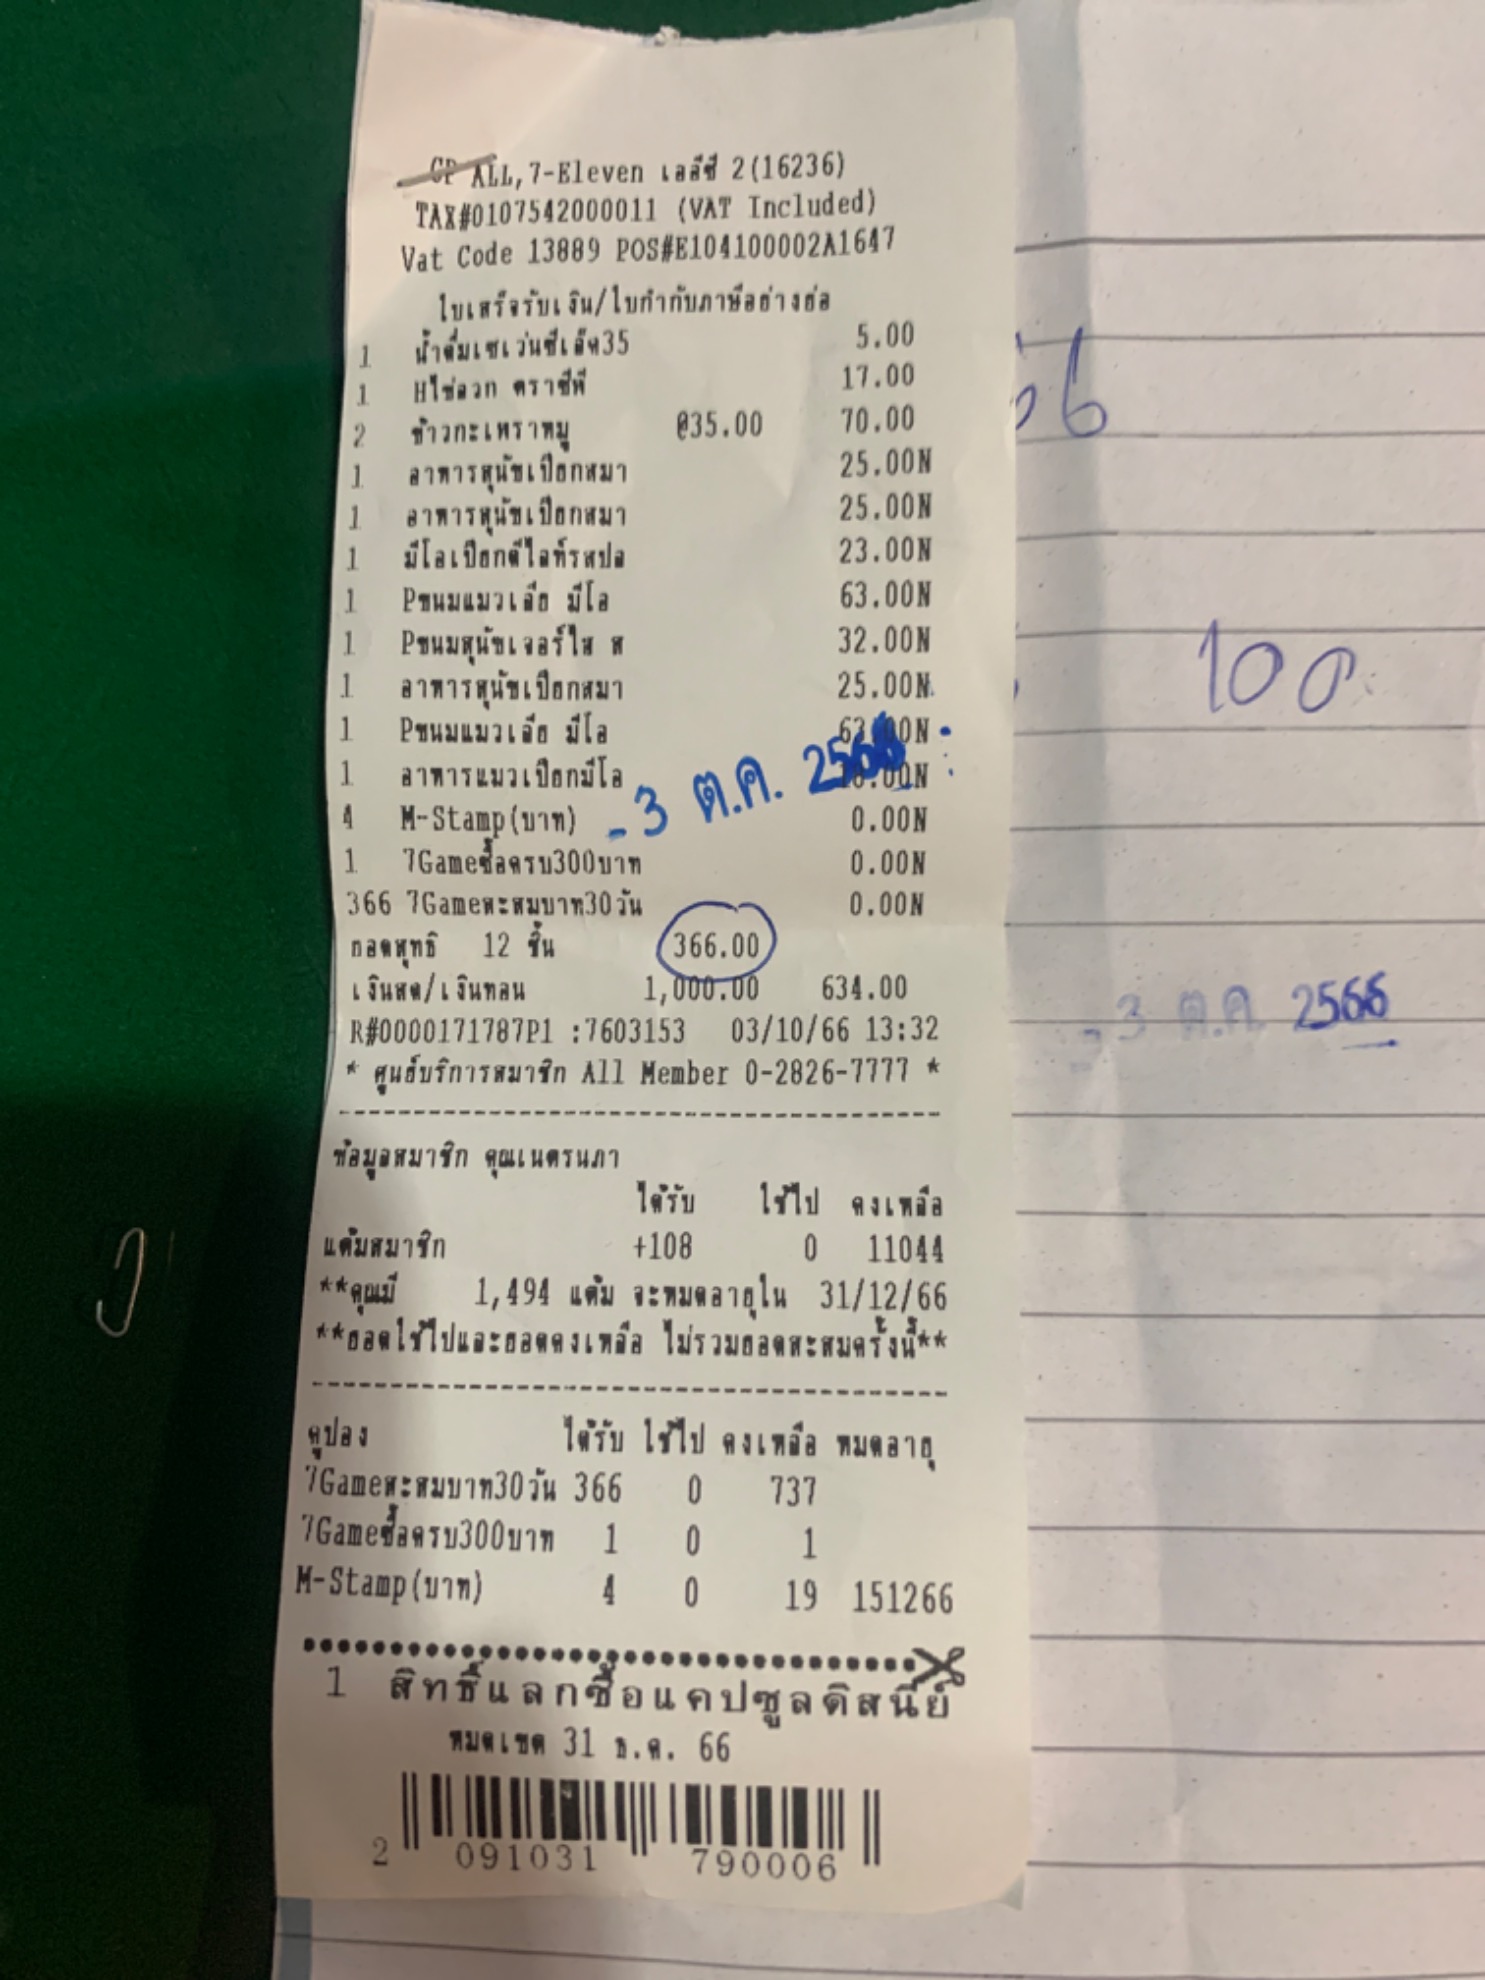 CP ALL,7-Eleven เลลีซี 2(16236)
TAX#0107542000011 (VAT Included)
Vat Code 13889 POS#E104100002A1647
ใบเสร็จรับเงิน/ใบกำกับภาษีอย่างย่อ
1 น้ำดื่มเซเว่นซีเล็ค35 5.00
1 Hไข่ลวก ตราซีพี 17.00
2 ข้าวกะเพราหมู @35.00 70.00
1 อาหารสุนัขเปียกสมา 25.00N
1 อาหารสุนัขเปียกสมา 25.00N
1 มีโอเปียกดีไลท์รสปล 23.00N
1 Pขนมแมวเลีย มีโอ 63.00N
1 Pขนมสุนัขเจอร์ไฮ ส 32.00N
1 อาหารสุนัขเปียกสมา 25.00N
1 Pขนมแมวเลีย มีโอ 63.00N
1 อาหารแมวเปียกมีโอ 18.00N
- 3 ต.ค. 2566
4 M-Stamp(บาท) 0.00N
1 7Gameซื้อครบ300บาท 0.00N
366 7Gameสะสมบาท30วัน 0.00N
ยอดสุทธิ 12 ชิ้น 366.00
เงินสด/เงินทอน 1,000.00 634.00
R#0000171787P1 :7603153 03/10/66 13:32
* ศูนย์บริการสมาชิก All Member 0-2826-7777 *
ข้อมูลสมาชิก คุณเนตรนภา
ได้รับ ใช้ไป คงเหลือ
แต้มสมาชิก +108 0 11044
**คุณมี 1,494 แต้ม จะหมดอายุใน 31/12/66
**ยอดใช้ไปและยอดคงเหลือ ไม่รวมยอดสะสมครั้งนี้**
คูปอง ได้รับ ใช้ไป คงเหลือ หมดอายุ
7Gameสะสมบาท30วัน 366 0 737
7Gameซื้อครบ300บาท 1 0 1
M-Stamp(บาท) 4 0 19 151266
1 สิทธิ์แลกซื้อแคปซูลดิสนีย์
หมดเขต 31 ธ.ค. 66
2 091031 790006
66
100
- 3 ต.ค. 2566